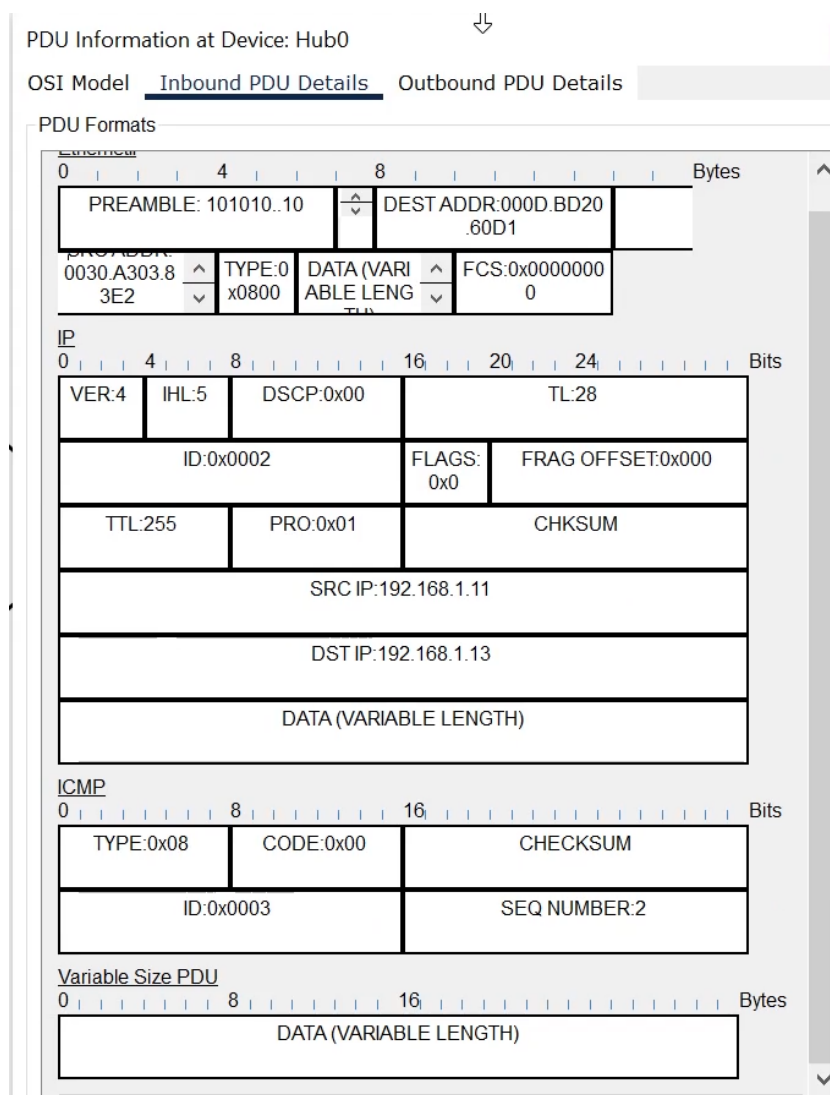 PDU Information at Device: Hub0
OSI Model Inbound PDU Details Outbound PDU Details
PDU Formats
EthernetII
0 4 8 Bytes
PREAMBLE: 101010..10
DEST ADDR:000D.BD20
.60D1
SRC ADDR:
0030.A303.8
3E2
TYPE:0
x0800
DATA (VARI
ABLE LENG
TH)
FCS:0x0000000
0
IP
0 4 8 16 20 24 Bits
VER:4 IHL:5 DSCP:0x00 TL:28
ID:0x0002
FLAGS:
0x0
FRAG OFFSET:0x000
TTL:255 PRO:0x01 CHKSUM
SRC IP:192.168.1.11
DST IP:192.168.1.13
DATA (VARIABLE LENGTH)
ICMP
0 8 16 Bits
TYPE:0x08 CODE:0x00 CHECKSUM
ID:0x0003 SEQ NUMBER:2
Variable Size PDU
0 8 16 Bytes
DATA (VARIABLE LENGTH)